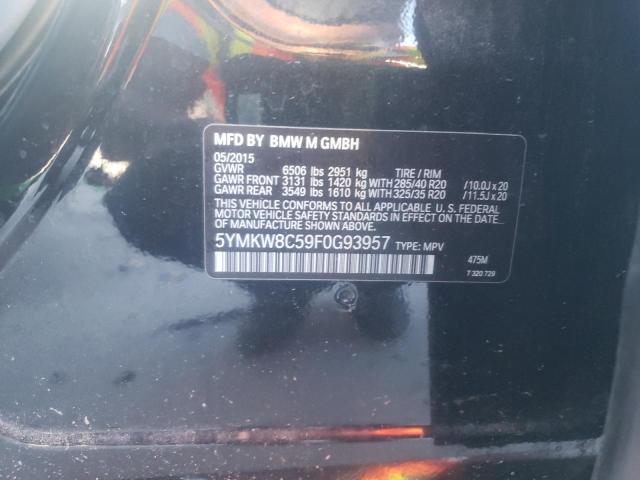 MFD BY BMW M GMBH
05/2015
GVWR 6506 lbs 2951 kg TIRE / RIM
GAWR FRONT 3131 lbs 1420 kg WITH 285/40 R20 /10.0J x 20
GAWR REAR 3549 lbs 1610 kg WITH 325/35 R20 /11.5J x 20
THIS VEHICLE CONFORMS TO ALL APPLICABLE U. S. FEDERAL
MOTOR VEHICLE SAFETY STANDARDS IN EFFECT ON THE
DATE OF MANUFACTURE SHOWN ABOVE.
5YMKW8C59F0G93957 TYPE: MPV
475M
7 320 729